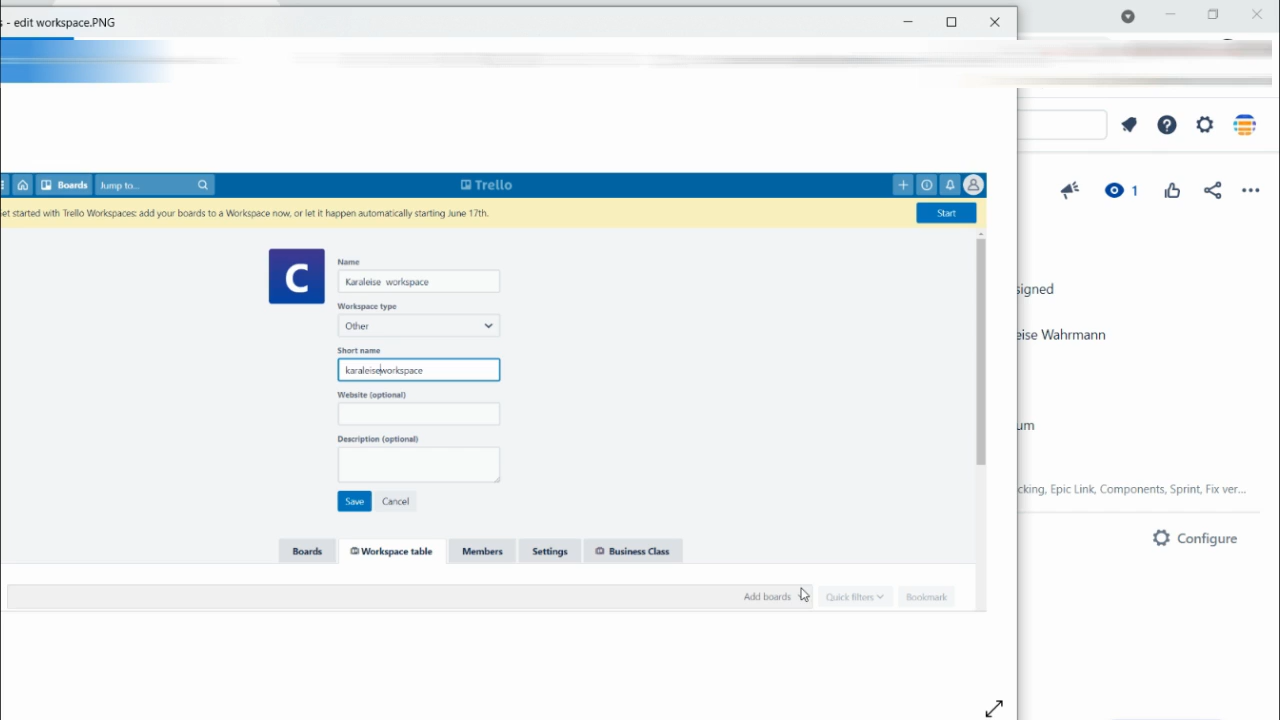 - edit workspace.PNG
Boards
Jump to...
Trello
et started with Trello Workspaces: add your boards to a Workspace now, or let it happen automatically starting June 17th.
Start
C
Name
Karaleise workspace
Workspace type
Other
Short name
karaleiseworkspace
Website (optional)
Description (optional)
Save Cancel
Boards Workspace table Members Settings Business Class
Add boards Quick filters Bookmark
1
signed
eise Wahrmann
um
cking, Epic Link, Components, Sprint, Fix ver...
Configure